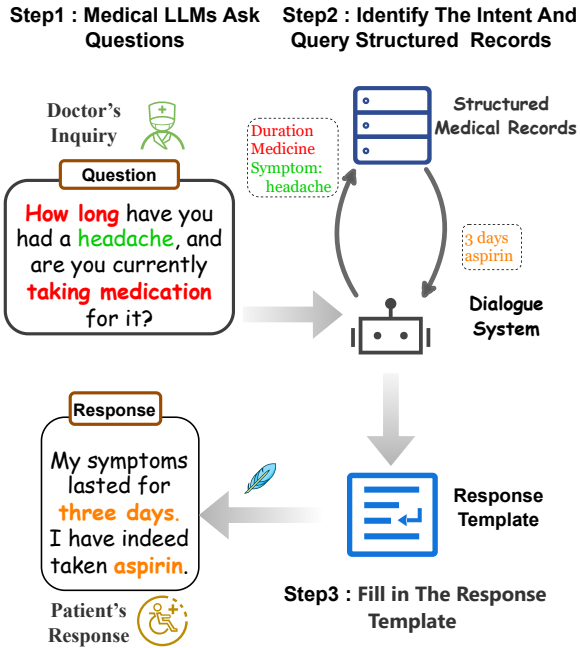 Step1 : Medical LLMs Ask
Questions
Step2 : Identify The Intent And
Query Structured Records
Doctor's
Inquiry
Question
How long have you
had a headache, and
are you currently
taking medication
for it?
Duration
Medicine
Symptom:
headache
Structured
Medical Records
3 days
aspirin
Dialogue
System
Response
My symptoms
lasted for
three days.
I have indeed
taken aspirin.
Patient's
Response
Response
Template
Step3 : Fill in The Response
Template